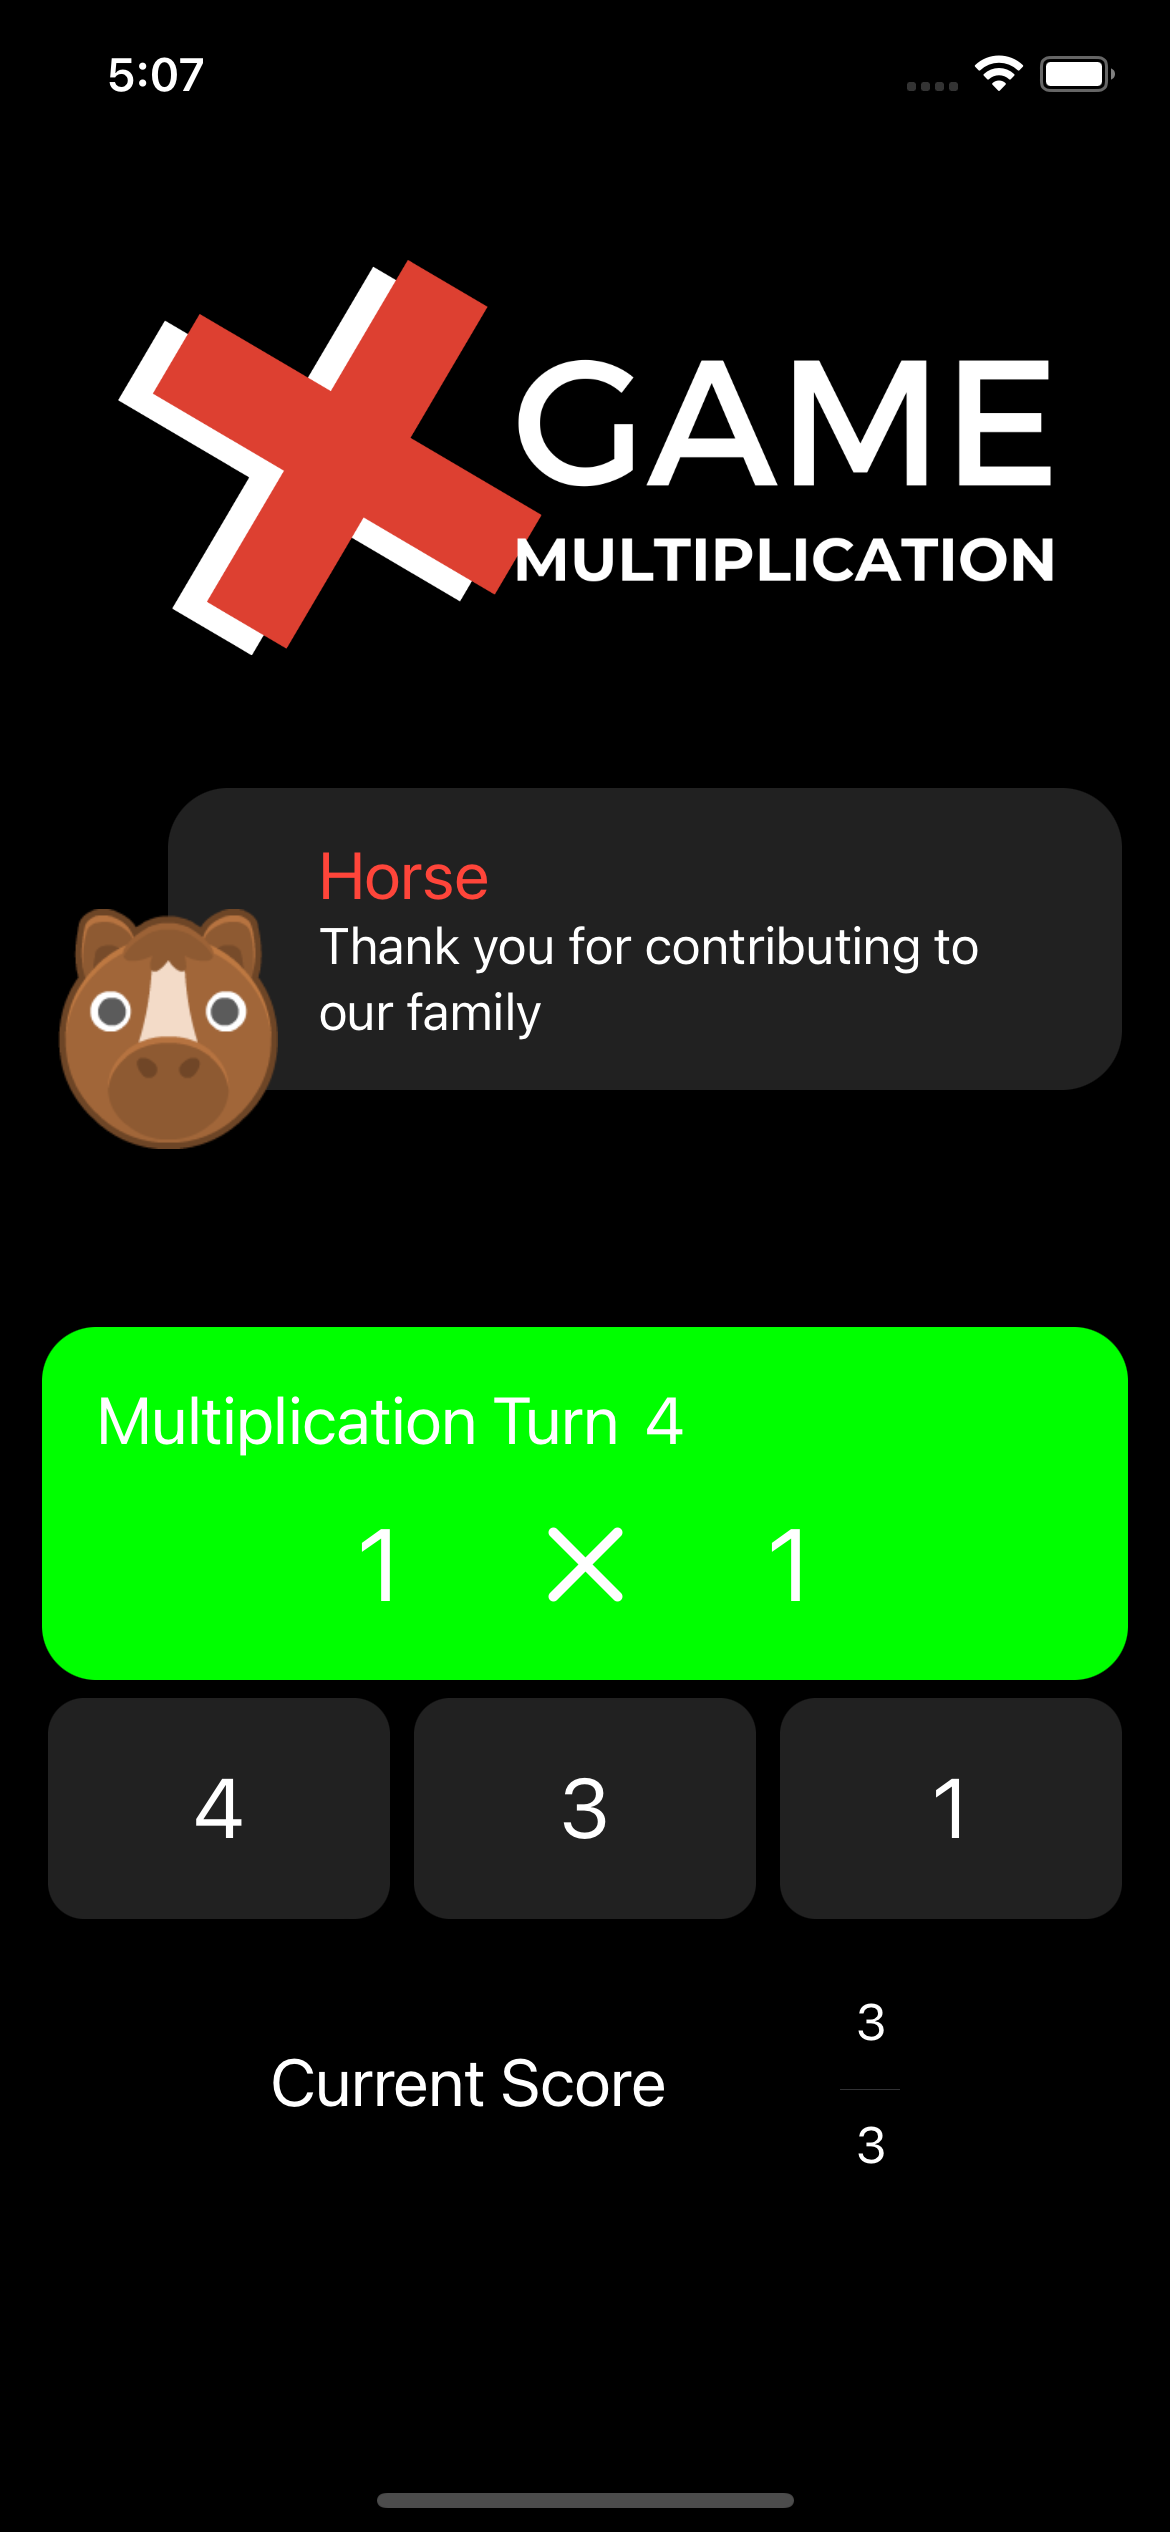 5:07
GAME
MULTIPLICATION
Horse
Thank you for contributing to
our family
Multiplication Turn 4
1 × 1
4 3 1
3
Current Score
3